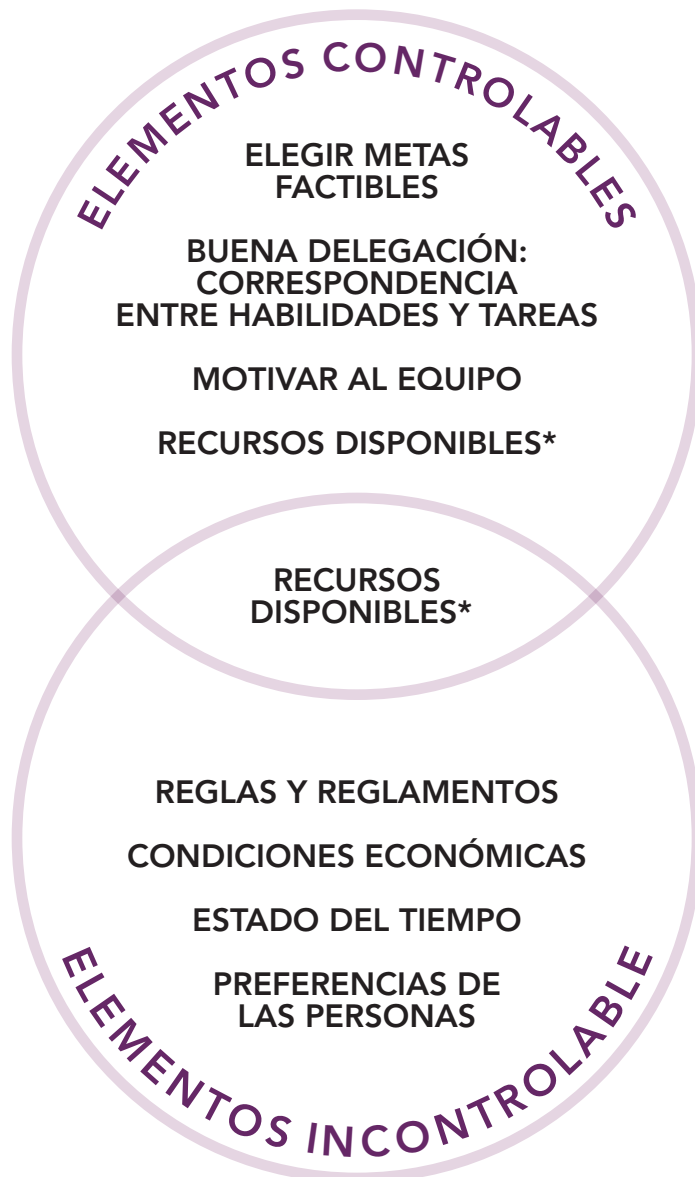 ELEMENTOS CONTROLABLES
ELEGIR METAS
FACTIBLES
BUENA DELEGACIÓN:
CORRESPONDENCIA
ENTRE HABILIDADES Y TAREAS
MOTIVAR AL EQUIPO
RECURSOS DISPONIBLES*
RECURSOS
DISPONIBLES*
REGLAS Y REGLAMENTOS
CONDICIONES ECONÓMICAS
ESTADO DEL TIEMPO
PREFERENCIAS DE
LAS PERSONAS
ELEMENTOS INCONTROLABLE